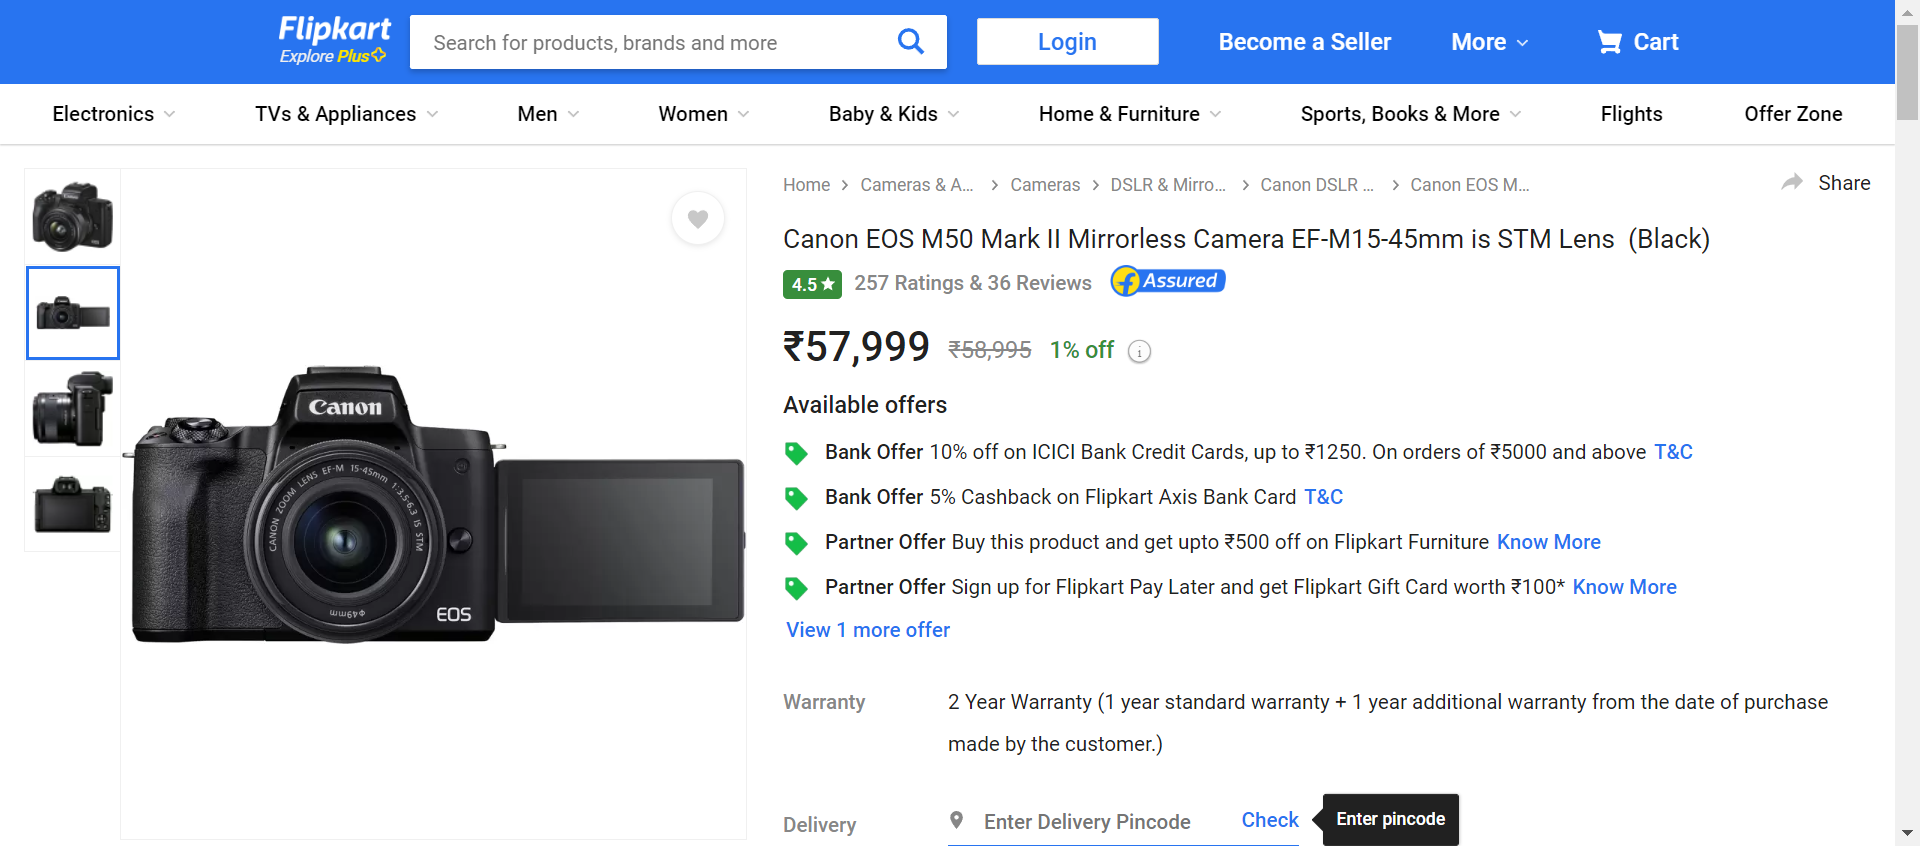 Flipkart
Explore Plus
Search for products, brands and more
Login
Become a Seller
More
Cart
Electronics
TVs & Appliances
Men
Women
Baby & Kids
Home & Furniture
Sports, Books & More
Flights
Offer Zone
Home
Cameras & A...
Cameras
DSLR & Mirro...
Canon DSLR ...
Canon EOS M...
Share
Canon EOS M50 Mark II Mirrorless Camera EF-M15-45mm is STM Lens (Black)
4.5★
257 Ratings & 36 Reviews
Assured
₹57,999
₹58,995
1% off
Available offers
Bank Offer 10% off on ICICI Bank Credit Cards, up to ₹1250. On orders of ₹5000 and above T&C
Bank Offer 5% Cashback on Flipkart Axis Bank Card T&C
Partner Offer Buy this product and get upto ₹500 off on Flipkart Furniture Know More
Partner Offer Sign up for Flipkart Pay Later and get Flipkart Gift Card worth ₹100* Know More
View 1 more offer
Canon
CANON ZOOM LENS EF-M 15-45mm 1:3.5-6.3 IS STM
Φ49mm
EOS
Warranty
2 Year Warranty (1 year standard warranty + 1 year additional warranty from the date of purchase
made by the customer.)
Delivery
Enter Delivery Pincode
Check
Enter pincode